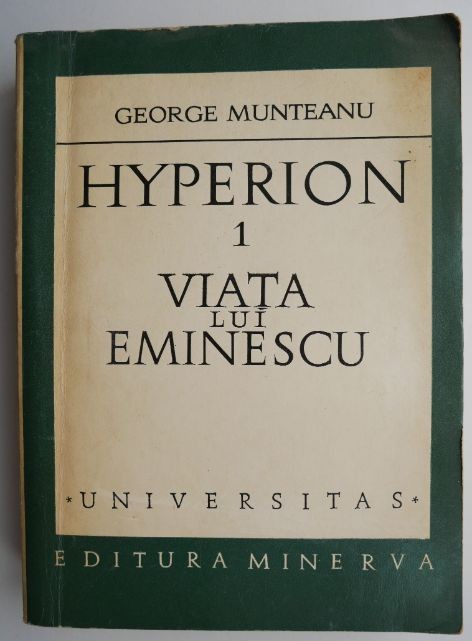 GEORGE MUNTEANU
HYPERION
1
VIAȚA
LUI
EMINESCU
*UNIVERSITAS*
EDITURA MINERVA